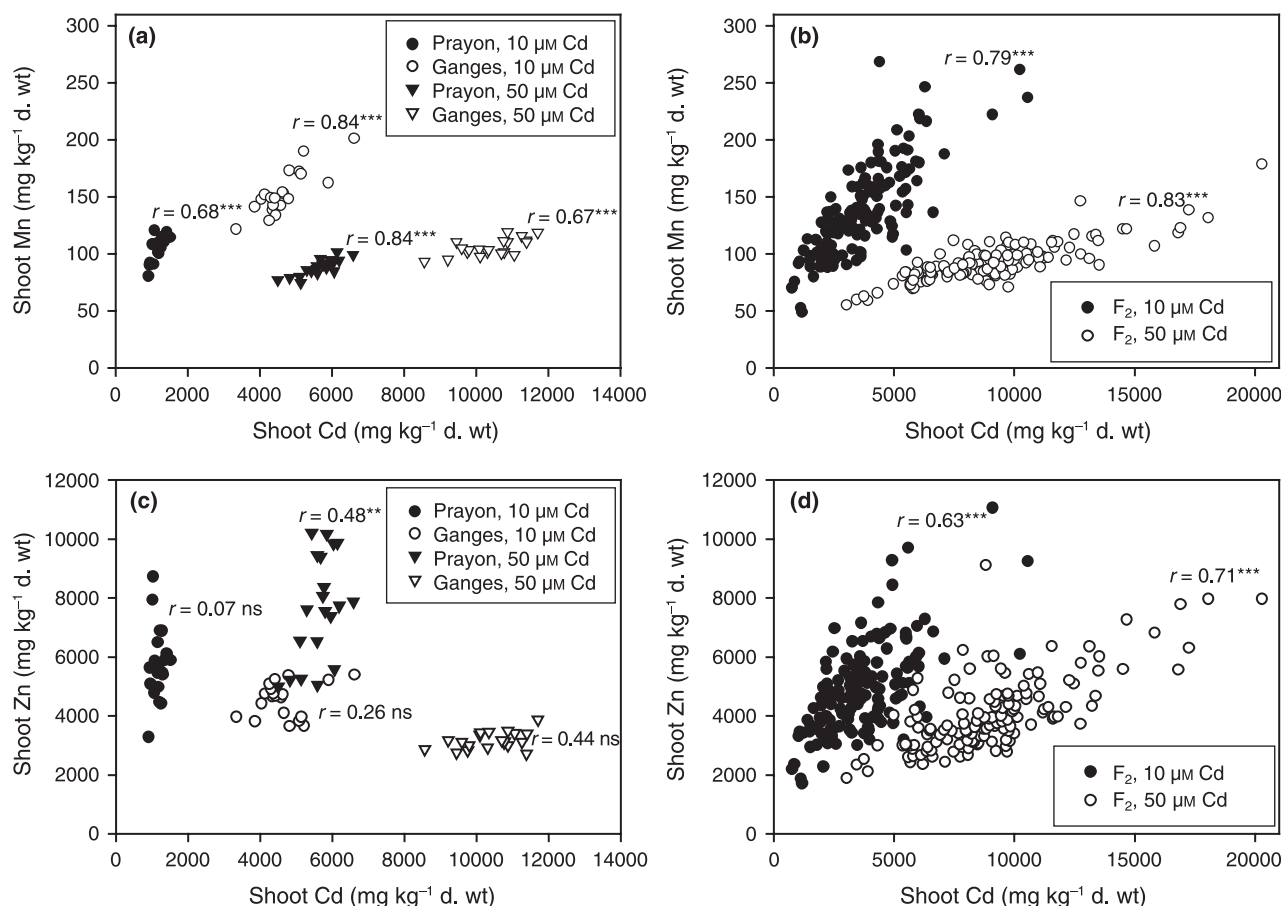 (a)
Prayon, 10 µM Cd
Ganges, 10 µM Cd
Prayon, 50 µM Cd
Ganges, 50 µM Cd
r = 0.84***
r = 0.68***
r = 0.84***
r = 0.67***
300
250
200
150
100
50
0
0 2000 4000 6000 8000 10000 12000 14000
Shoot Mn (mg kg⁻¹ d. wt)
Shoot Cd (mg kg⁻¹ d. wt)
(b)
r = 0.79***
r = 0.83***
F₂, 10 µM Cd
F₂, 50 µM Cd
300
250
200
150
100
50
0
0 5000 10000 15000 20000
Shoot Mn (mg kg⁻¹ d. wt)
Shoot Cd (mg kg⁻¹ d. wt)
(c)
Prayon, 10 µM Cd
Ganges, 10 µM Cd
Prayon, 50 µM Cd
Ganges, 50 µM Cd
r = 0.48**
r = 0.07 ns
r = 0.26 ns
r = 0.44 ns
12000
10000
8000
6000
4000
2000
0
0 2000 4000 6000 8000 10000 12000 14000
Shoot Zn (mg kg⁻¹ d. wt)
Shoot Cd (mg kg⁻¹ d. wt)
(d)
r = 0.63***
r = 0.71***
F₂, 10 µM Cd
F₂, 50 µM Cd
12000
10000
8000
6000
4000
2000
0
0 5000 10000 15000 20000
Shoot Zn (mg kg⁻¹ d. wt)
Shoot Cd (mg kg⁻¹ d. wt)